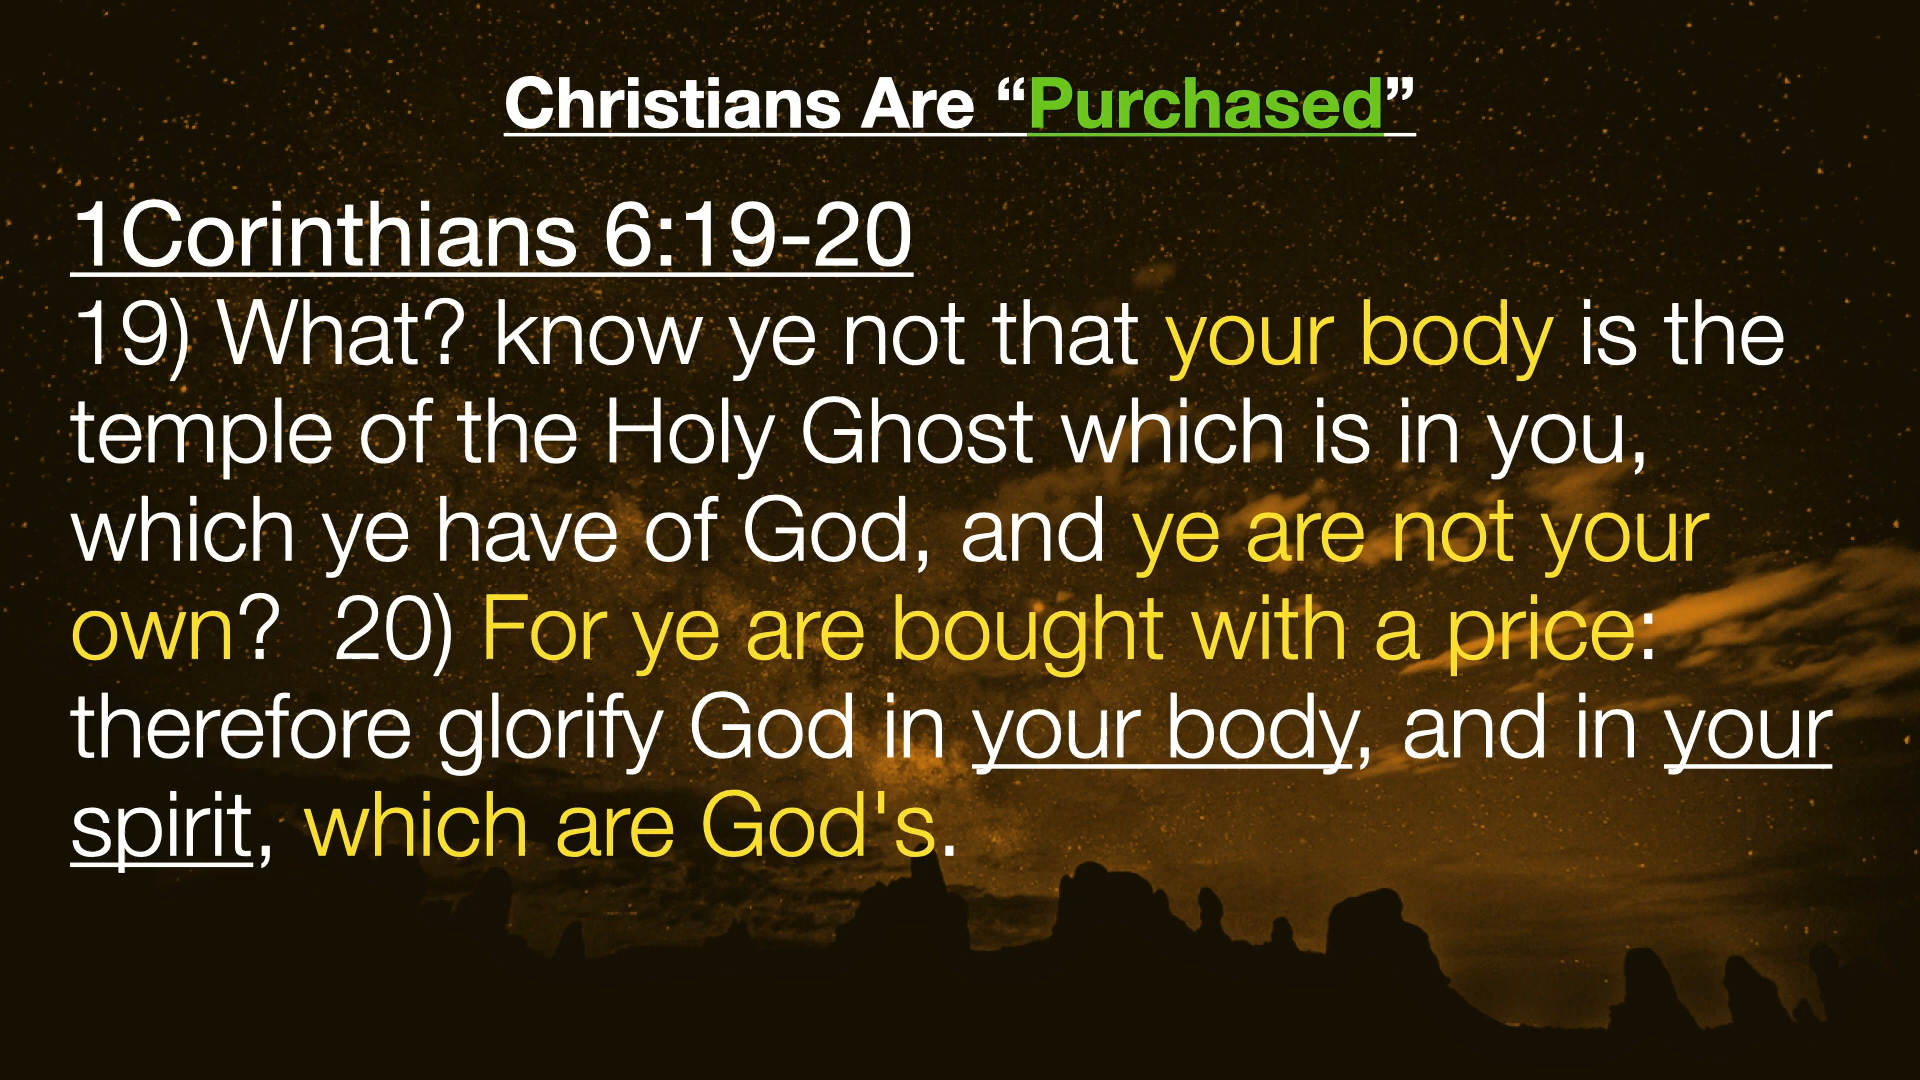 Christians Are “Purchased”
1Corinthians 6:19-20
19) What? know ye not that your body is the
temple of the Holy Ghost which is in you,
which ye have of God, and ye are not your
own?  20) For ye are bought with a price:
therefore glorify God in your body, and in your
spirit, which are God's.